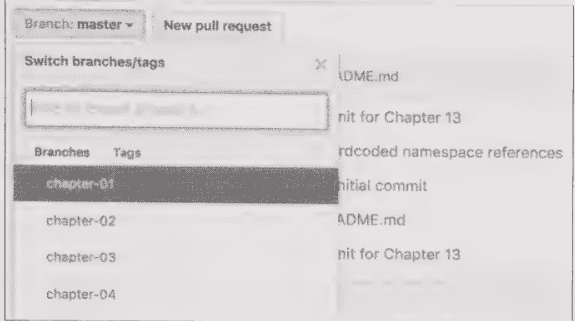 Branch: master New pull request
Switch branches/tags ×
ADME.md
nit for Chapter 13
Branches Tags
rdcoded namespace references
chapter-01
nitial commit
chapter-02
ADME.md
chapter-03
nit for Chapter 13
chapter-04